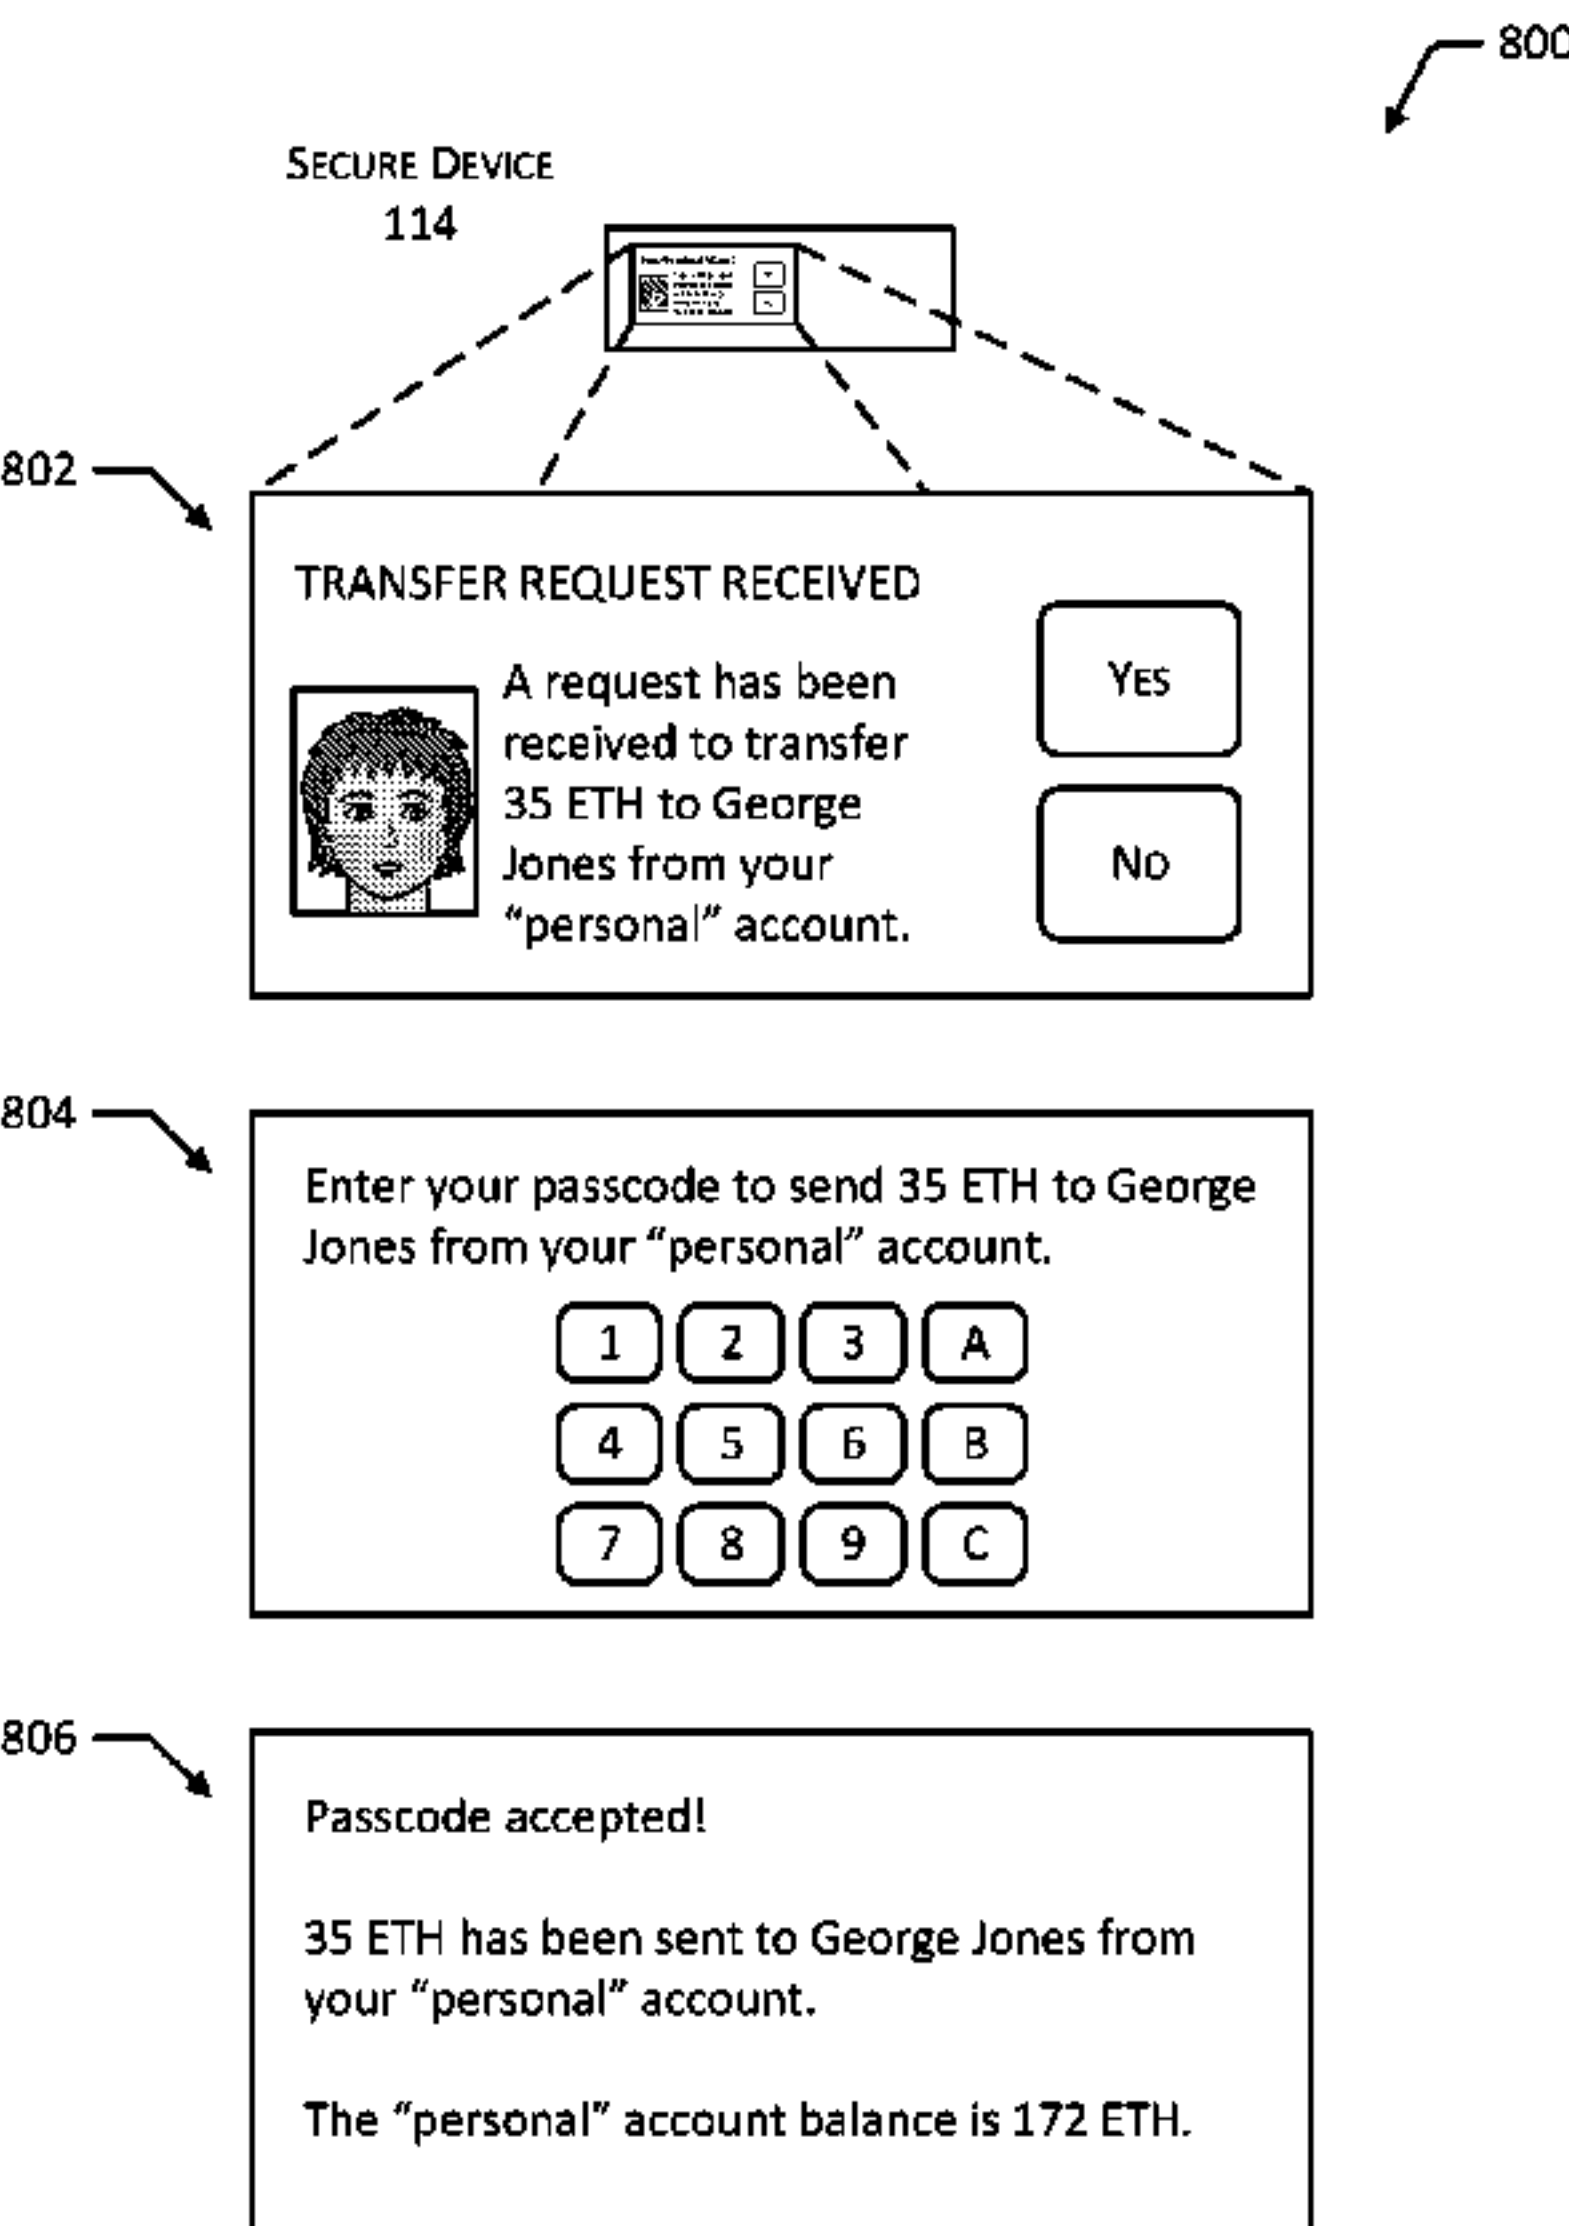 800
SECURE DEVICE
114
802
TRANSFER REQUEST RECEIVED
A request has been
received to transfer
35 ETH to George
Jones from your
“personal” account.
YES
NO
804
Enter your passcode to send 35 ETH to George
Jones from your “personal” account.
1 2 3 A
4 5 6 B
7 8 9 C
806
Passcode accepted!
35 ETH has been sent to George Jones from
your “personal” account.
The “personal” account balance is 172 ETH.